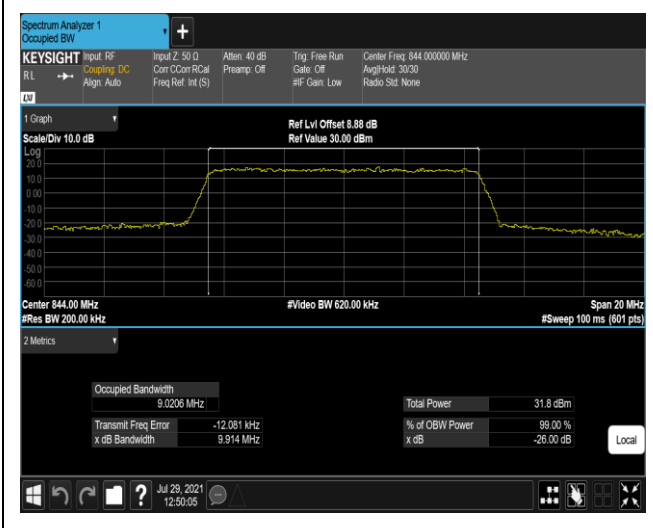 Spectrum Analyzer 1
Occupied BW
KEYSIGHT
RL
LXI
Input: RF
Coupling: DC
Align: Auto
Input Z: 50 Ω
Corr CCorr RCal
Freq Ref: Int (S)
Atten: 40 dB
Preamp: Off
Trig: Free Run
Gate: Off
#IF Gain: Low
Center Freq: 844.000000 MHz
Avg|Hold: 30/30
Radio Std: None
1 Graph
Scale/Div 10.0 dB
Ref Lvl Offset 8.88 dB
Ref Value 30.00 dBm
Log
20.0
10.0
0.00
-10.0
-20.0
-30.0
-40.0
-50.0
-60.0
Center 844.00 MHz
#Res BW 200.00 kHz
#Video BW 620.00 kHz
Span 20 MHz
#Sweep 100 ms (601 pts)
2 Metrics
Occupied Bandwidth
9.0206 MHz
Transmit Freq Error -12.081 kHz
x dB Bandwidth 9.914 MHz
Total Power 31.8 dBm
% of OBW Power 99.00 %
x dB -26.00 dB
Local
?
Jul 29, 2021
12:50:05